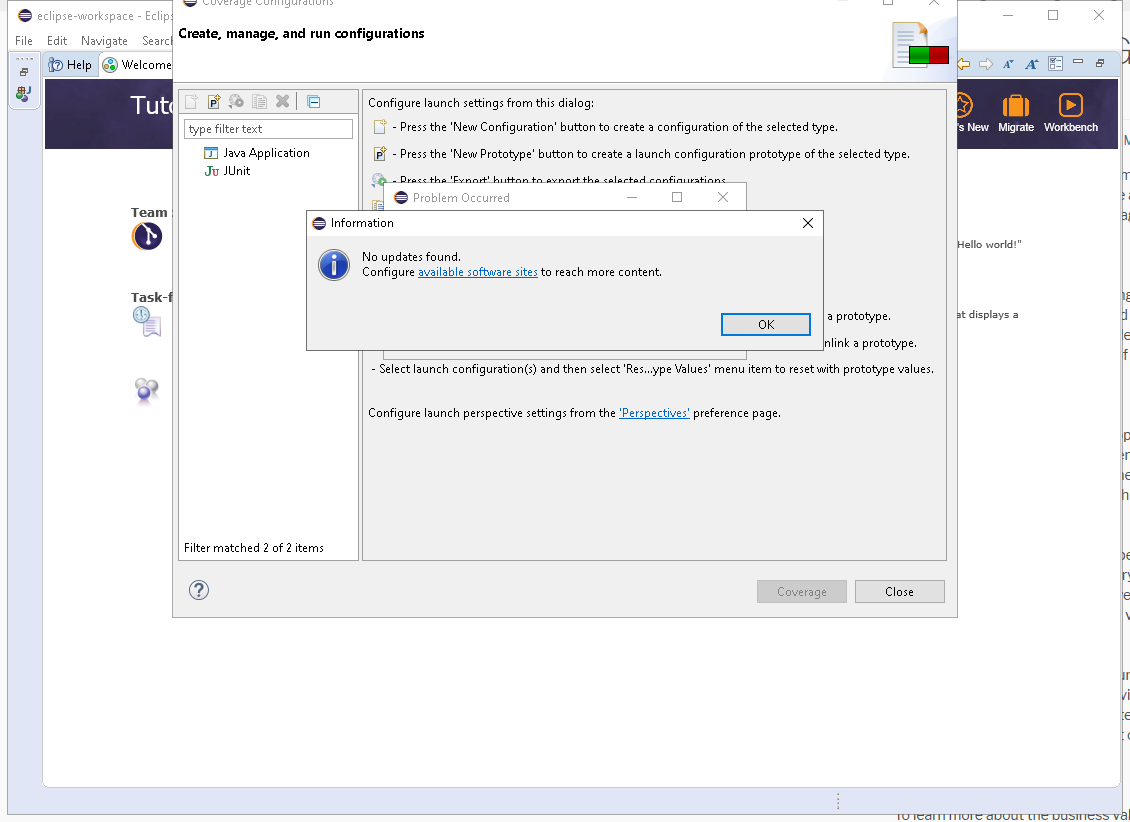 eclipse-workspace - Eclips
Coverage Configurations
File Edit Navigate Search
Create, manage, and run configurations
Help
Welcome
Tuto
's New
Migrate
Workbench
type filter text
Java Application
JUnit
Filter matched 2 of 2 items
Configure launch settings from this dialog:
- Press the 'New Configuration' button to create a configuration of the selected type.
- Press the 'New Prototype' button to create a launch configuration prototype of the selected type.
- Press the 'Export' button to export the selected configurations.
Problem Occurred
Information
No updates found.
Configure available software sites to reach more content.
OK
a prototype.
nlink a prototype.
- Select launch configuration(s) and then select 'Res...ype Values' menu item to reset with prototype values.
Configure launch perspective settings from the 'Perspectives' preference page.
Coverage
Close
Team
Task-f
Hello world!"
at displays a
To learn more about the business val